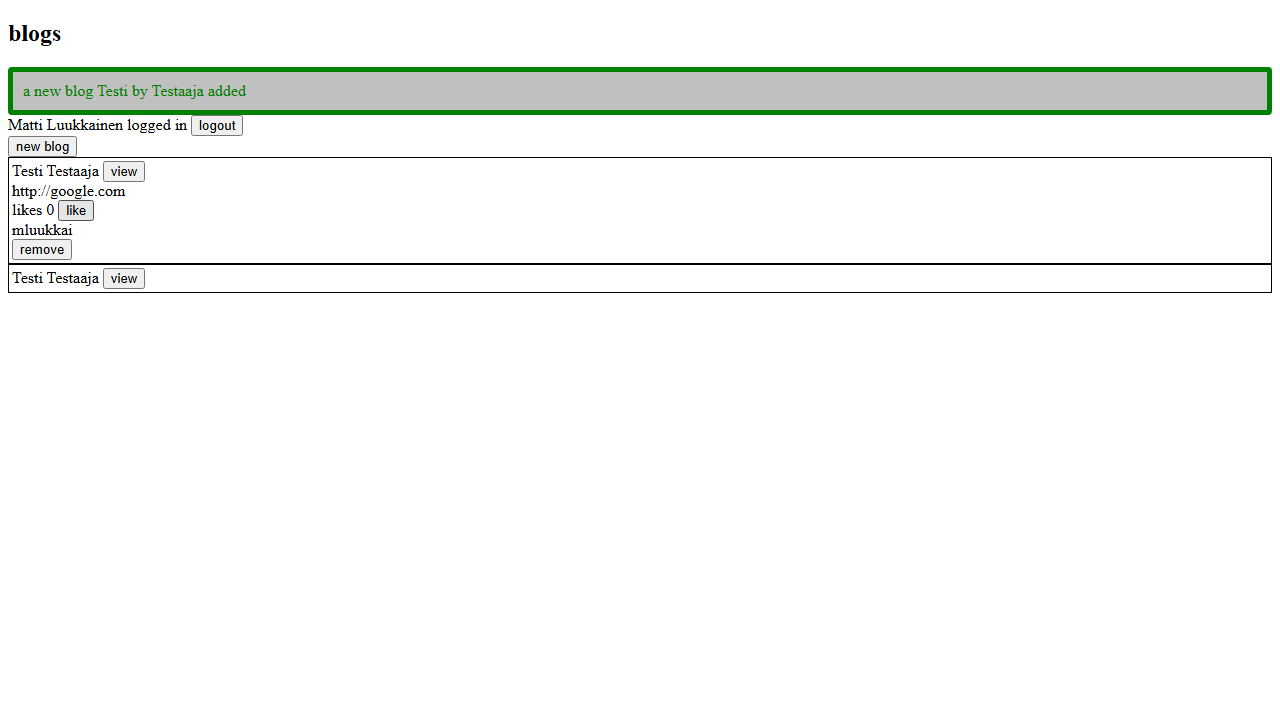 blogs
a new blog Testi by Testaaja added
Matti Luukkainen logged in logout
new blog
Testi Testaaja view
http://google.com
likes 0 like
mluukkai
remove
Testi Testaaja view